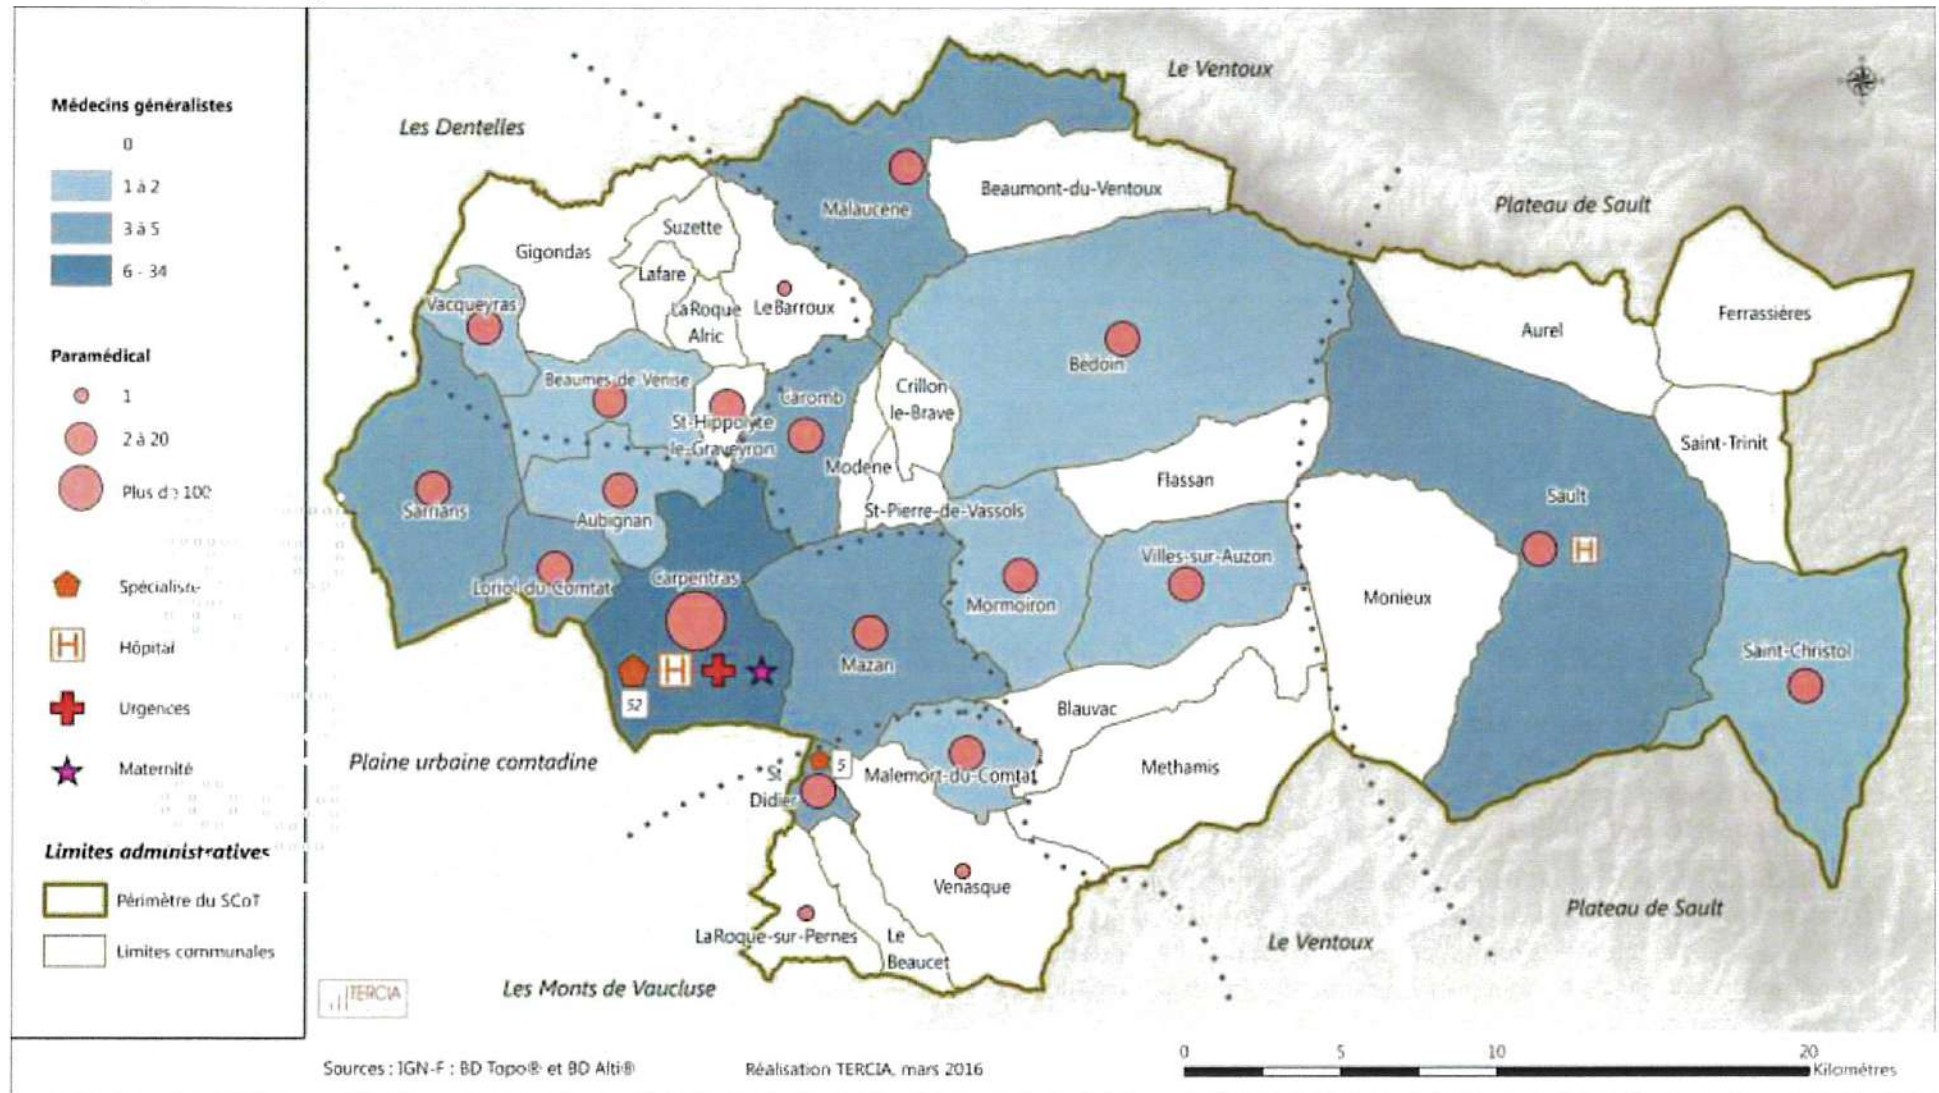 Médecins généralistes
0
1 à 2
3 à 5
6 - 34
Paramédical
1
2 à 20
Plus de 100
Spécialiste
Hôpital
Urgences
Maternité
Limites administratives
Périmètre du SCoT
Limites communales
Le Ventoux
Les Dentelles
Plateau de Sault
Beaumont-du-Ventoux
Malaucène
Suzette
Gigondas
Lafare
Le Barroux
La Roque
Alric
Vacqueyras
Ferrassières
Aurel
Bédoin
Beaumes de Venise
Caromb
Crillon
le-Brave
St-Hippolyte
le-Graveyron
Saint-Trinit
Modène
Flassan
Sault
H
Sarrians
Aubignan
St-Pierre-de-Vassols
Villes-sur-Auzon
Loriol-du-Comtat
Carpentras
H
52
Mormoiron
Monieux
Mazan
Saint-Christol
Blauvac
Plaine urbaine comtadine
St
Didier
5
Malemort-du-Comtat
Methamis
Venasque
La Roque-sur-Pernes
Le
Beaucet
Plateau de Sault
Le Ventoux
Les Monts de Vaucluse
TERCIA
Sources : IGN-F : BD Topo® et BD Alti®
Réalisation TERCIA, mars 2016
0
5
10
20
Kilomètres